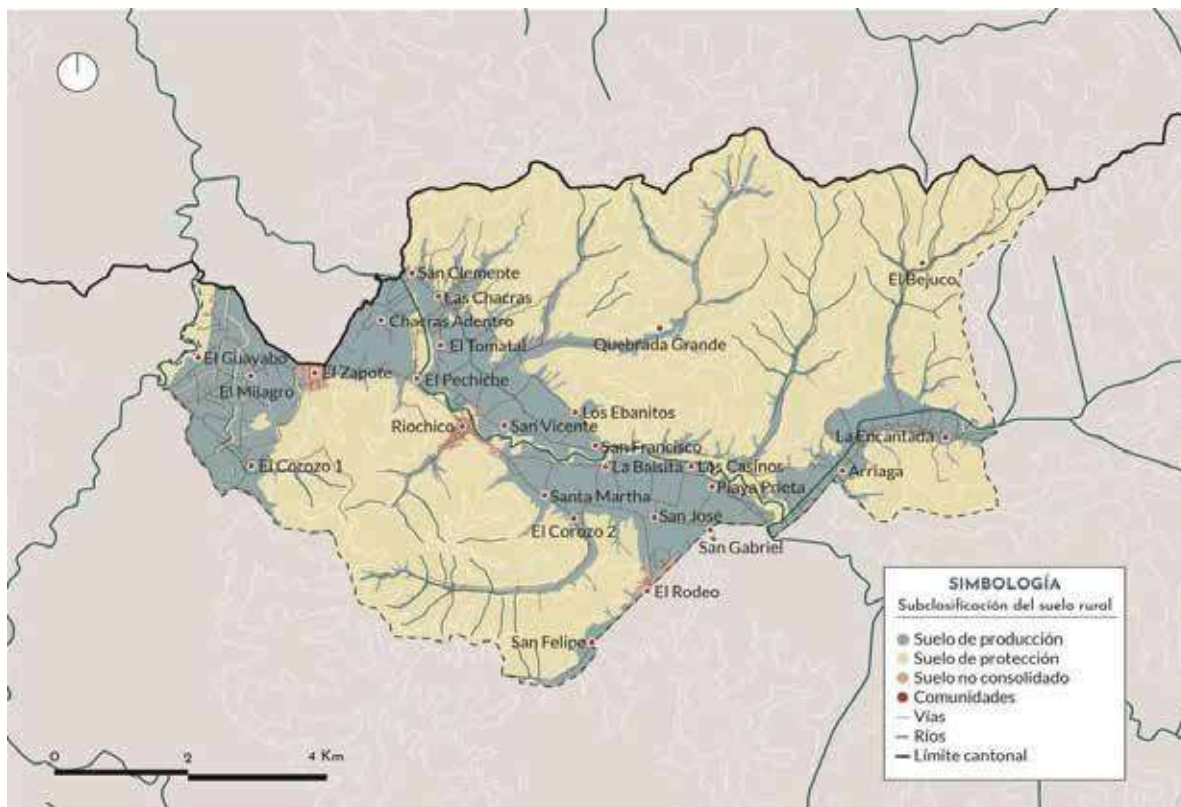 San Clemente
Las Chacras
Chacras Adentro
El Tomatal
El Bejuco
Quebrada Grande
El Guayabo
El Zapote
El Milagro
El Pechiche
Los Ebanitos
Riochico
San Vicente
La Encantada
San Francisco
El Corozo 1
La Balsita
Los Casinos
Arriaga
Playa Prieta
Santa Martha
San José
El Corozo 2
San Gabriel
El Rodeo
San Felipe
SIMBOLOGÍA
Subclasificación del suelo rural
Suelo de producción
Suelo de protección
Suelo no consolidado
Comunidades
Vías
Ríos
Límite cantonal
0 2 4 Km